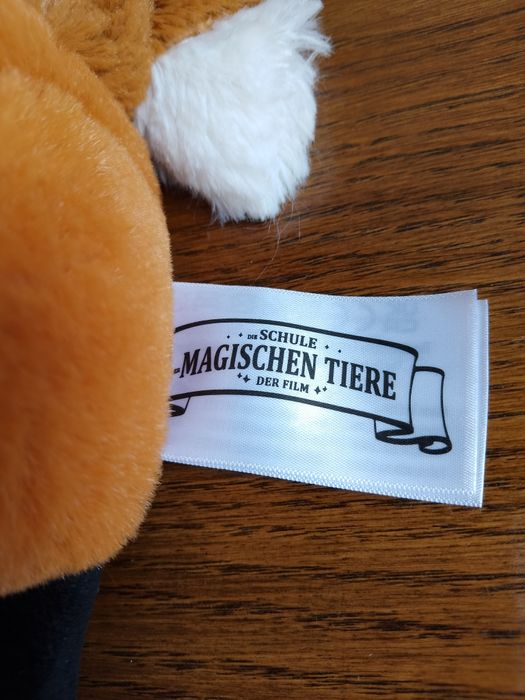 DIE SCHULE
-MAGISCHEN TIERE
DER FILM